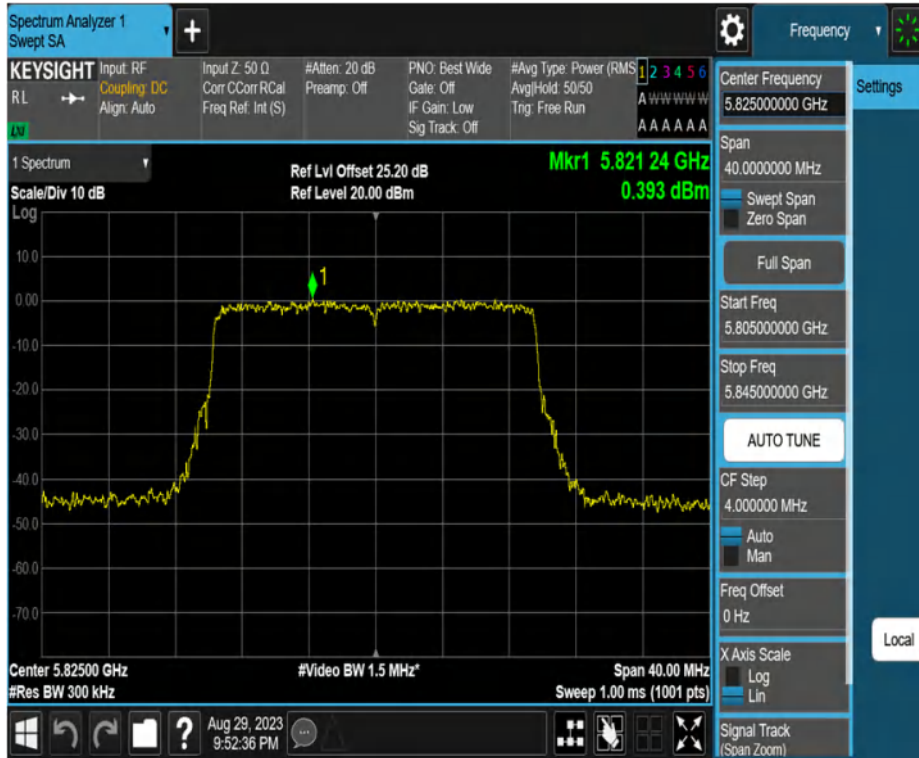 Spectrum Analyzer 1
Swept SA
+
Frequency
KEYSIGHT
RL
LXI
Input: RF
Coupling: DC
Align: Auto
Input Z: 50 Ω
Corr CCorr RCal
Freq Ref: Int (S)
#Atten: 20 dB
Preamp: Off
PNO: Best Wide
Gate: Off
IF Gain: Low
Sig Track: Off
#Avg Type: Power (RMS
Avg|Hold: 50/50
Trig: Free Run
1 2 3 4 5 6
A W W W W W
A A A A A A
1 Spectrum
Scale/Div 10 dB
Log
Ref Lvl Offset 25.20 dB
Ref Level 20.00 dBm
Mkr1 5.821 24 GHz
0.393 dBm
1
10.0
0.00
-10.0
-20.0
-30.0
-40.0
-50.0
-60.0
-70.0
Center 5.82500 GHz
#Res BW 300 kHz
#Video BW 1.5 MHz*
Span 40.00 MHz
Sweep 1.00 ms (1001 pts)
?
Aug 29, 2023
9:52:36 PM
Center Frequency
5.825000000 GHz
Span
40.0000000 MHz
Swept Span
Zero Span
Full Span
Start Freq
5.805000000 GHz
Stop Freq
5.845000000 GHz
AUTO TUNE
CF Step
4.000000 MHz
Auto
Man
Freq Offset
0 Hz
X Axis Scale
Log
Lin
Signal Track
(Span Zoom)
Settings
Local